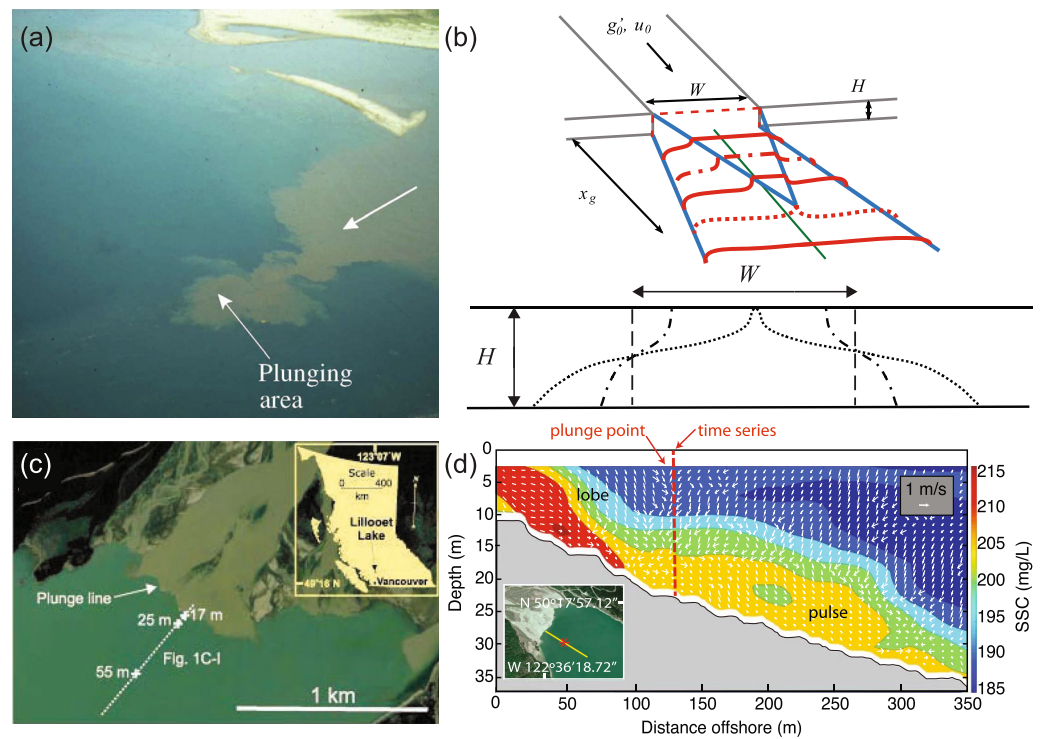 (a)
Plunging
area
(b)
g₀', u₀
W
H
x_g
W
H
(c)
123°07' W
Scale
0 400
km
N
Lillooet
Lake
Vancouver
49°16' N
Plunge line
17 m
25 m
Fig. 1C-I
55 m
1 km
plunge point
time series
(d)
0
5
10
15
20
25
30
35
Depth (m)
lobe
pulse
1 m/s
N 50°17'57.12"
W 122°36'18.72"
0 50 100 150 200 250 300 350
Distance offshore (m)
215
210
205
200
195
190
185
SSC (mg/L)